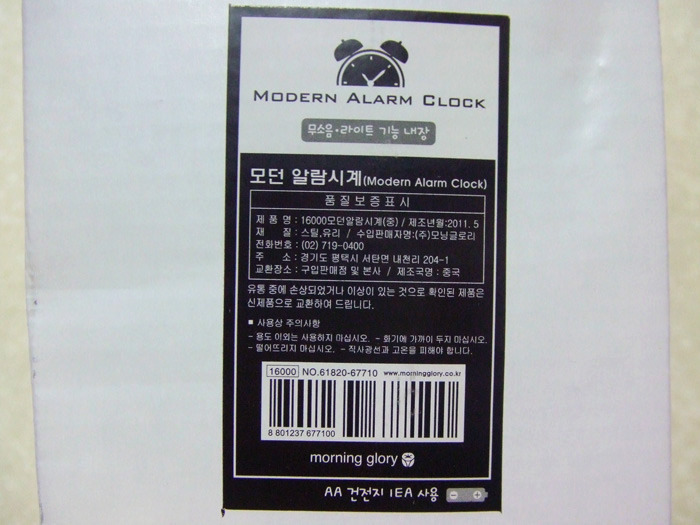 MODERN ALARM CLOCK
무소음·라이트 기능 내장
모던 알람시계(Modern Alarm Clock)
품질보증표시
제 품 명 : 16000모던알람시계(중) / 제조년월:2011. 5
재 질 : 스틸,유리 / 수입판매자명:(주)모닝글로리
전화번호 : (02) 719-0400
주 소 : 경기도 평택시 서탄면 내천리 204-1
교환장소 : 구입판매점 및 본사 / 제조국명 : 중국
유통 중에 손상되었거나 이상이 있는 것으로 확인된 제품은
신제품으로 교환하여 드립니다.
■ 사용상 주의사항
- 용도 이외는 사용하지 마십시오. - 화기에 가까이 두지 마십시오.
- 떨어뜨리지 마십시오. - 직사광선과 고온을 피해야 합니다.
16000 NO.61820-67710 www.morningglory.co.kr
8 801237 677100
morning glory
AA 건전지 1EA 사용